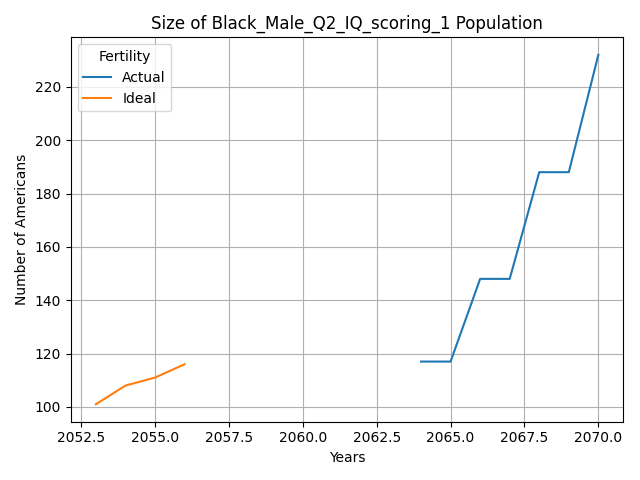 Size of Black_Male_Q2_IQ_scoring_1 Population
Fertility
Actual
Ideal
Number of Americans
220
200
180
160
140
120
100
2052.5
2055.0
2057.5
2060.0
2062.5
2065.0
2067.5
2070.0
Years